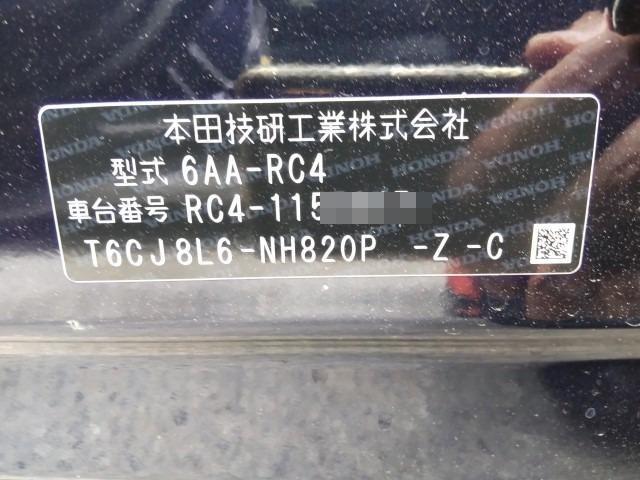 本田技研工業株式会社
型式 6AA-RC4
車台番号 RC4-115
T6CJ8L6-NH820P -Z -C